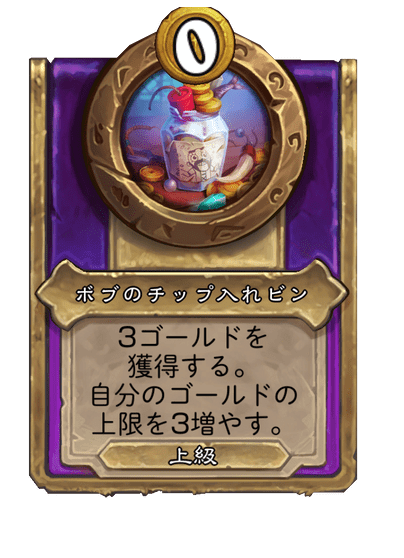 0
ボブのチップ入れビン
3ゴールドを
獲得する。
自分のゴールドの
上限を3増やす。
上級